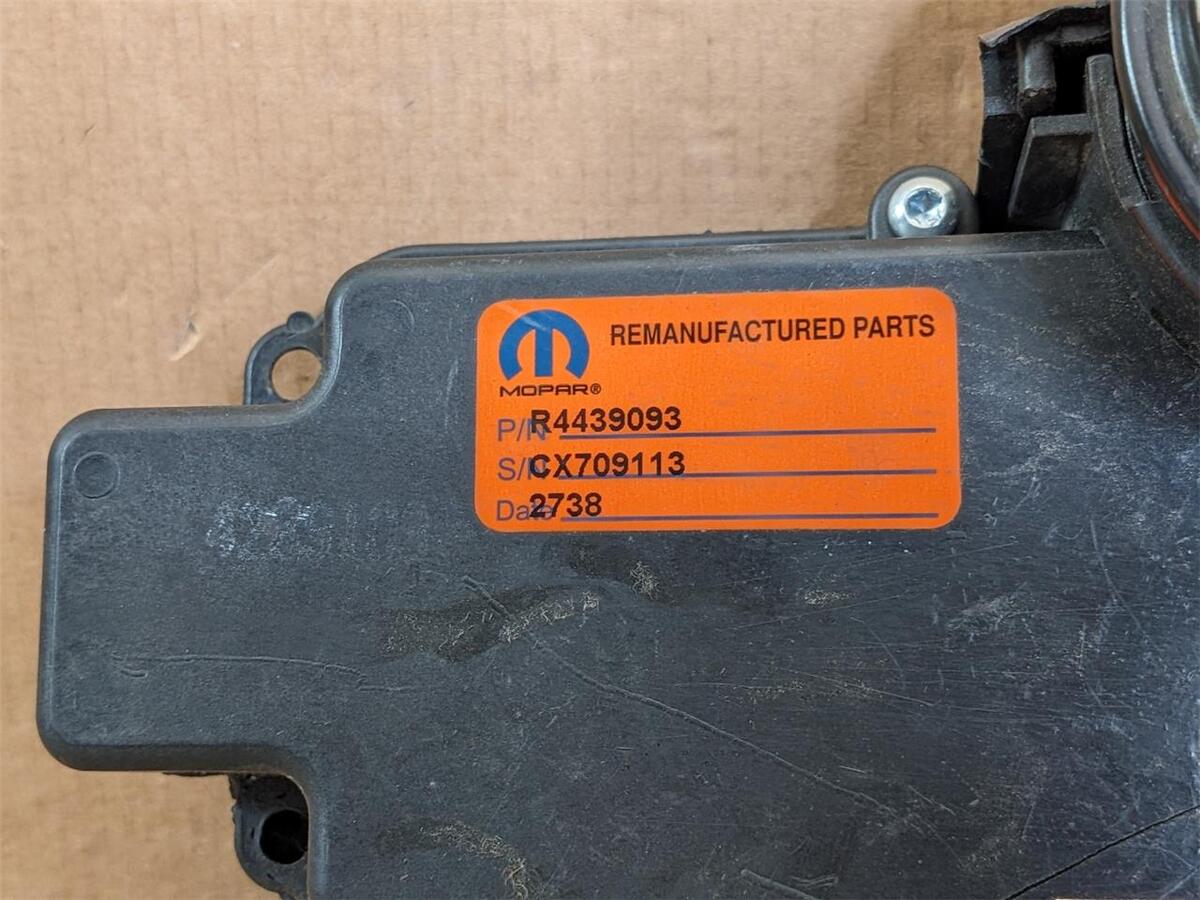 REMANUFACTURED PARTS
MOPAR®
P/N R4439093
S/N CX709113
Date 2738